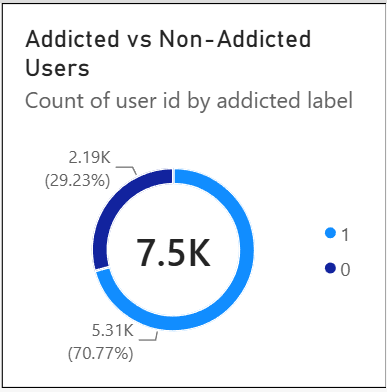 Addicted vs Non-Addicted
Users
Count of user id by addicted label
2.19K
(29.23%)
7.5K
1
0
5.31K
(70.77%)